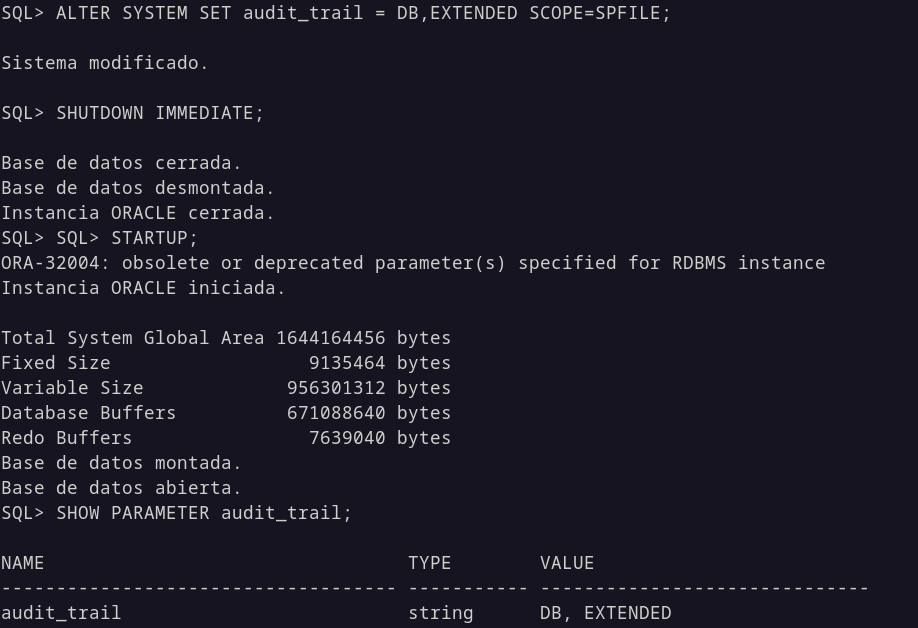 SQL> ALTER SYSTEM SET audit_trail = DB,EXTENDED SCOPE=SPFILE;
Sistema modificado.
SQL> SHUTDOWN IMMEDIATE;
Base de datos cerrada.
Base de datos desmontada.
Instancia ORACLE cerrada.
SQL> SQL> STARTUP;
ORA-32004: obsolete or deprecated parameter(s) specified for RDBMS instance
Instancia ORACLE iniciada.
Total System Global Area 1644164456 bytes
Fixed Size                  9135464 bytes
Variable Size             956301312 bytes
Database Buffers          671088640 bytes
Redo Buffers                7639040 bytes
Base de datos montada.
Base de datos abierta.
SQL> SHOW PARAMETER audit_trail;
NAME                                 TYPE        VALUE
------------------------------------ ----------- ------------------------------
audit_trail                          string      DB, EXTENDED